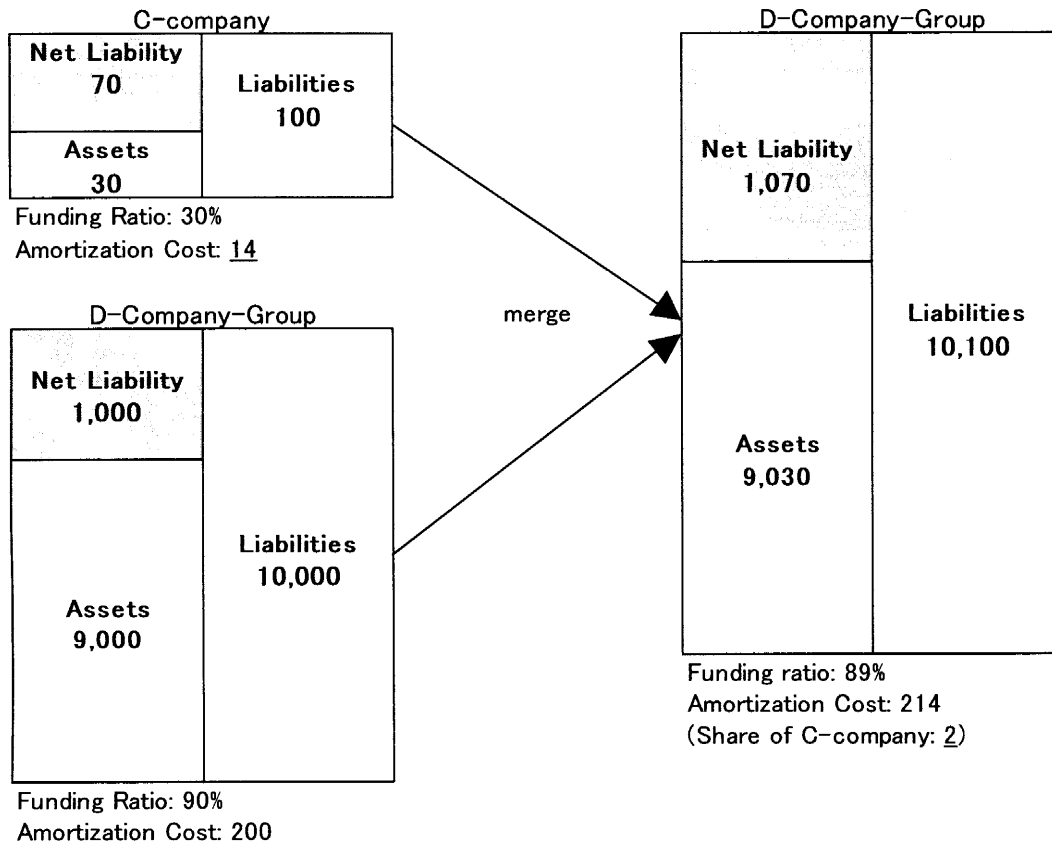 C-company
Net Liability
70
Liabilities
100
Assets
30
Funding Ratio: 30%
Amortization Cost: 14
D-Company-Group
Net Liability
1,000
Liabilities
10,000
Assets
9,000
Funding Ratio: 90%
Amortization Cost: 200
merge
D-Company-Group
Net Liability
1,070
Liabilities
10,100
Assets
9,030
Funding ratio: 89%
Amortization Cost: 214
(Share of C-company: 2)